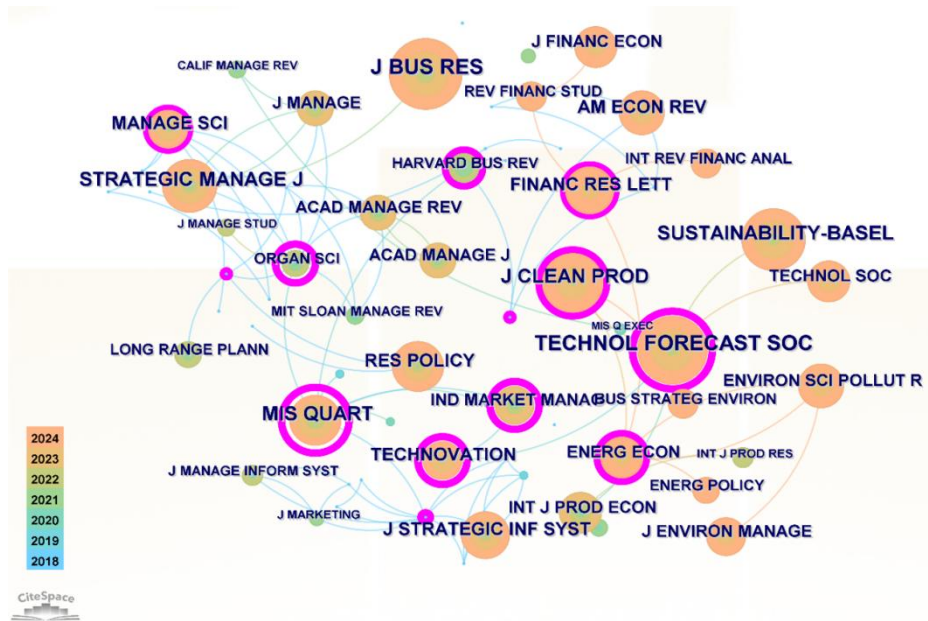 J FINANC ECON
CALIF MANAGE REV
J BUS RES
REV FINANC STUD
J MANAGE
AM ECON REV
MANAGE SCI
HARVARD BUS REV
INT REV FINANC ANAL
STRATEGIC MANAGE J
FINANC RES LETT
ACAD MANAGE REV
J MANAGE STUD
SUSTAINABILITY-BASEL
ORGAN SCI
ACAD MANAGE J
J CLEAN PROD
TECHNOL SOC
MIT SLOAN MANAGE REV
MIS Q EXEC
TECHNOL FORECAST SOC
LONG RANGE PLANN
RES POLICY
ENVIRON SCI POLLUT R
IND MARKET MANAG
BUS STRATEG ENVIRON
MIS QUART
TECHNOVATION
ENERG ECON
INT J PROD RES
J MANAGE INFORM SYST
ENERG POLICY
INT J PROD ECON
J MARKETING
J STRATEGIC INF SYST
J ENVIRON MANAGE
2024
2023
2022
2021
2020
2019
2018
CiteSpace